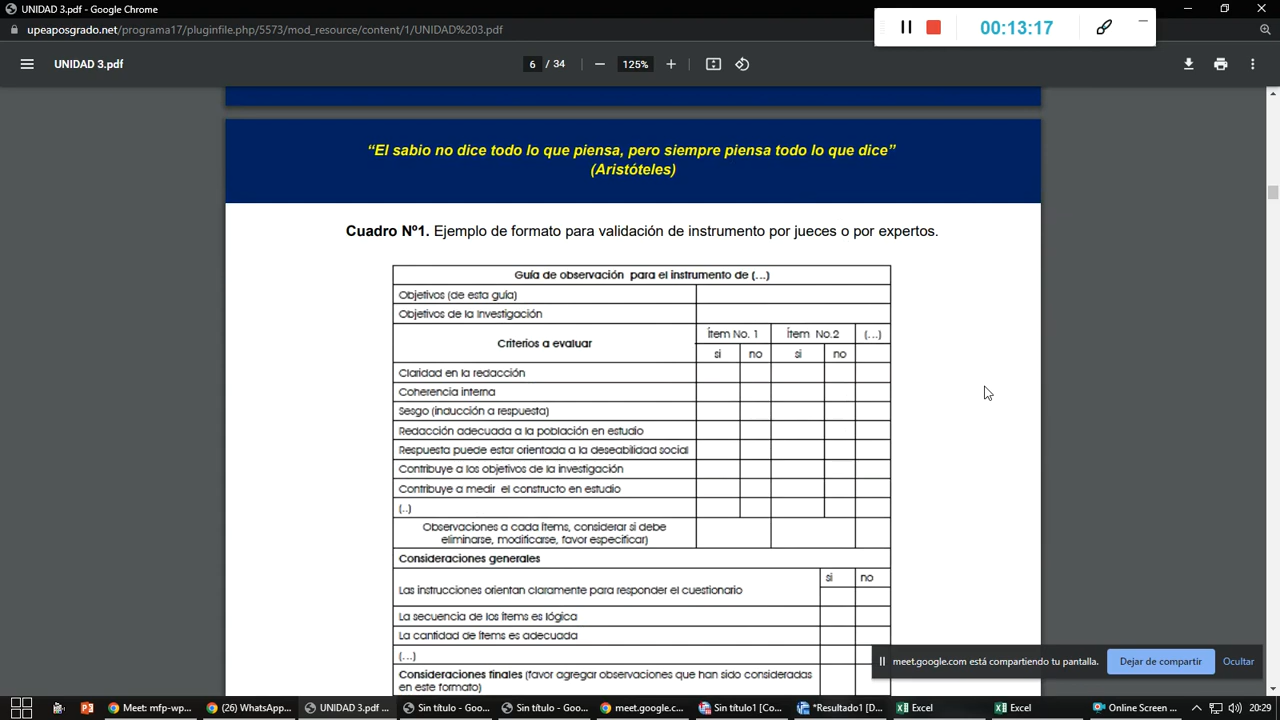 UNIDAD 3.pdf - Google Chrome
upeaposgrado.net/programa17/pluginfile.php/5573/mod_resource/content/1/UNIDAD%203.pdf
00:13:17
UNIDAD 3.pdf
6 / 34
125%
“El sabio no dice todo lo que piensa, pero siempre piensa todo lo que dice”
(Aristóteles)
Cuadro Nº1. Ejemplo de formato para validación de instrumento por jueces o por expertos.
Guía de observación para el instrumento de (...)
Objetivos (de esta guía)
Objetivos de la Investigación
Criterios a evaluar
Ítem No. 1 Ítem No.2 (...)
si no si no
Claridad en la redacción
Coherencia interna
Sesgo (inducción a respuesta)
Redacción adecuada a la población en estudio
Respuesta puede estar orientada a la deseabilidad social
Contribuye a los objetivos de la investigación
Contribuye a medir el constructo en estudio
(..)
Observaciones a cada ítems, considerar si debe
eliminarse, modificarse, favor especificar)
Consideraciones generales
si no
Las instrucciones orientan claramente para responder el cuestionario
La secuencia de los ítems es lógica
La cantidad de ítems es adecuada
(...)
Consideraciones finales (favor agregar observaciones que han sido consideradas
en este formato)
meet.google.com está compartiendo tu pantalla.
Dejar de compartir
Ocultar
Meet: mfp-wp...
(26) WhatsApp...
UNIDAD 3.pdf ...
Sin título - Goo...
Sin título - Goo...
meet.google.co...
Sin título1 [Co...
*Resultado1 [D...
Excel
Excel
Online Screen ...
20:29